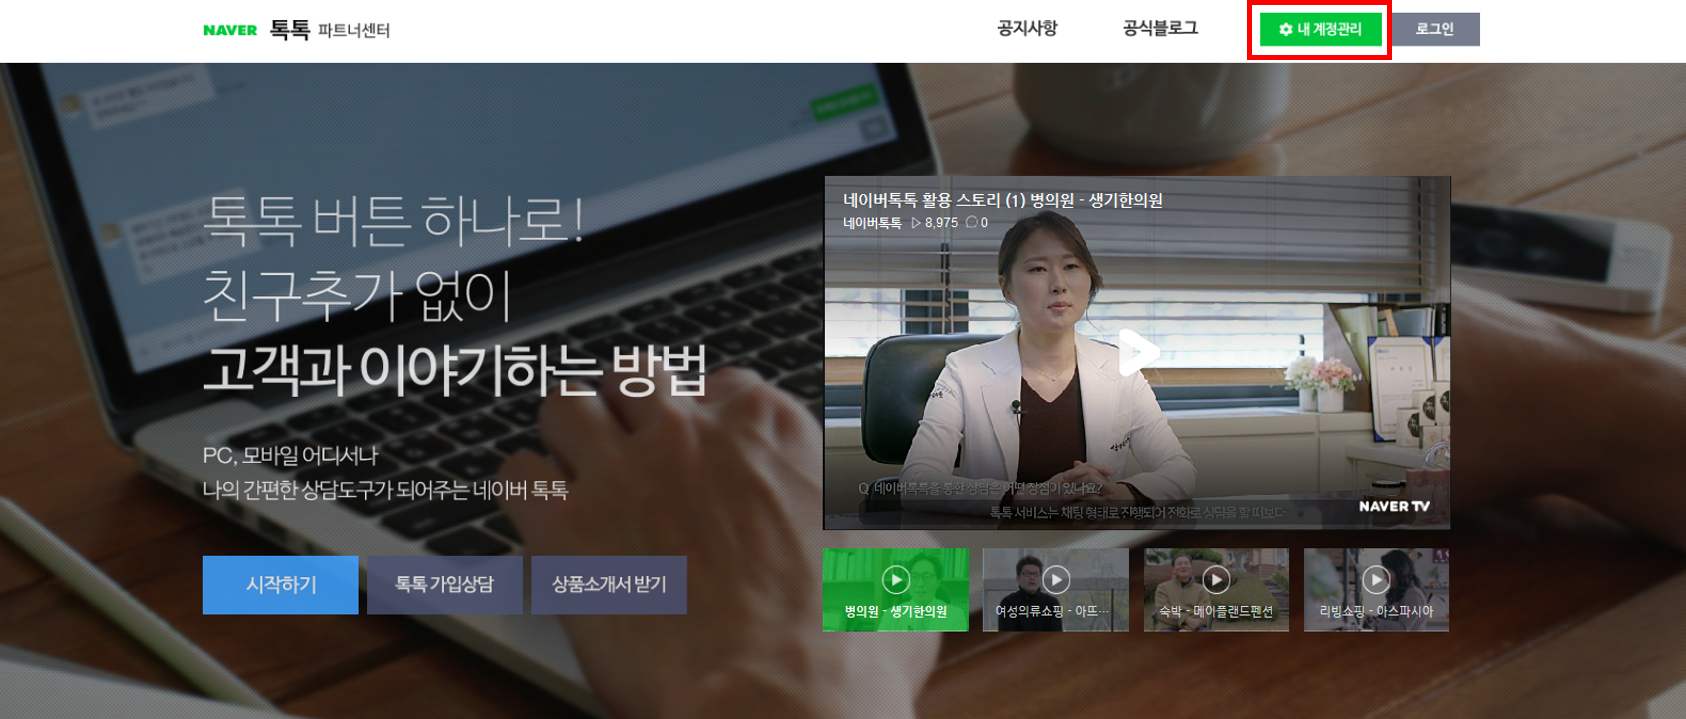 NAVER 톡톡 파트너센터
공지사항
공식블로그
내 계정관리
로그인
톡톡 버튼 하나로!
친구추가 없이
고객과 이야기하는 방법
PC, 모바일 어디서나
나의 간편한 상담도구가 되어주는 네이버 톡톡
시작하기
톡톡 가입상담
상품소개서 받기
네이버톡톡 활용 스토리 (1) 병의원 - 생기한의원
네이버톡톡 8,975 0
Q. 네이버톡톡을 통한 상담은 어떤 장점이 있나요?
톡톡 서비스는 채팅 형태로 진행되어 전화로 상담을 할 때보다
NAVER TV
병의원 - 생기한의원
여성의류쇼핑 - 아뜨…
숙박 - 메이플랜드펜션
리빙쇼핑 - 아스파시아